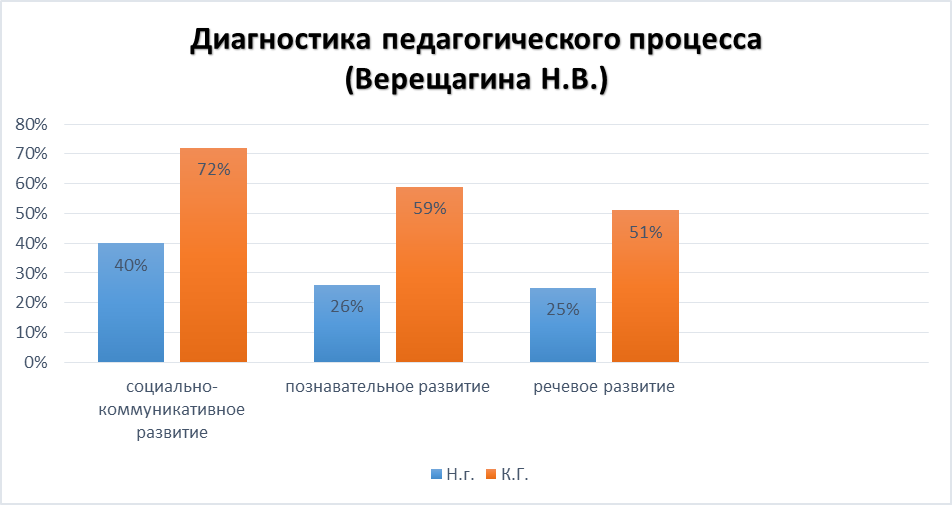 Диагностика педагогического процесса
(Верещагина Н.В.)
80%
70%
60%
50%
40%
30%
20%
10%
0%
40%
72%
26%
59%
25%
51%
социально-
коммуникативное
развитие
познавательное развитие
речевое развитие
Н.г.
К.Г.